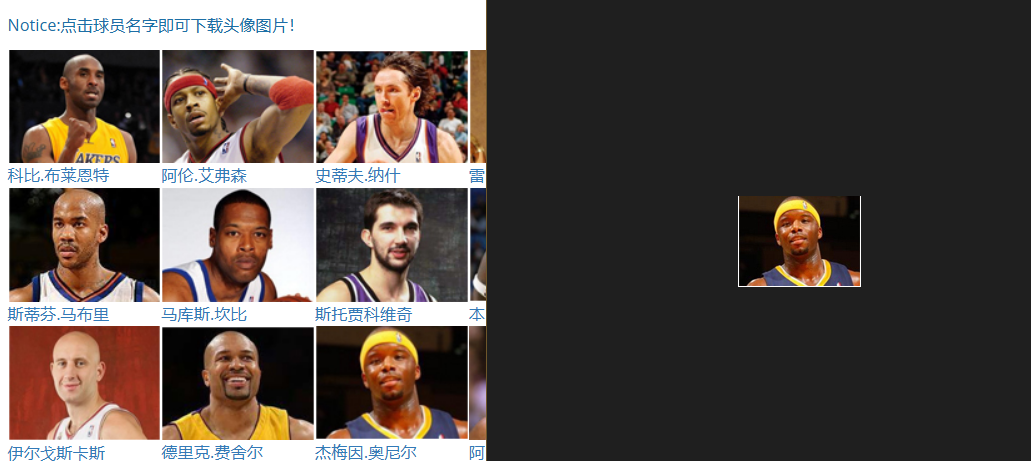 Notice:点击球员名字即可下载头像图片!
AKERS
科比.布莱恩特
阿伦.艾弗森
史蒂夫.纳什
雷
斯蒂芬.马布里
马库斯.坎比
斯托贾科维奇
本
伊尔戈斯卡斯
德里克.费舍尔
杰梅因.奥尼尔
阿